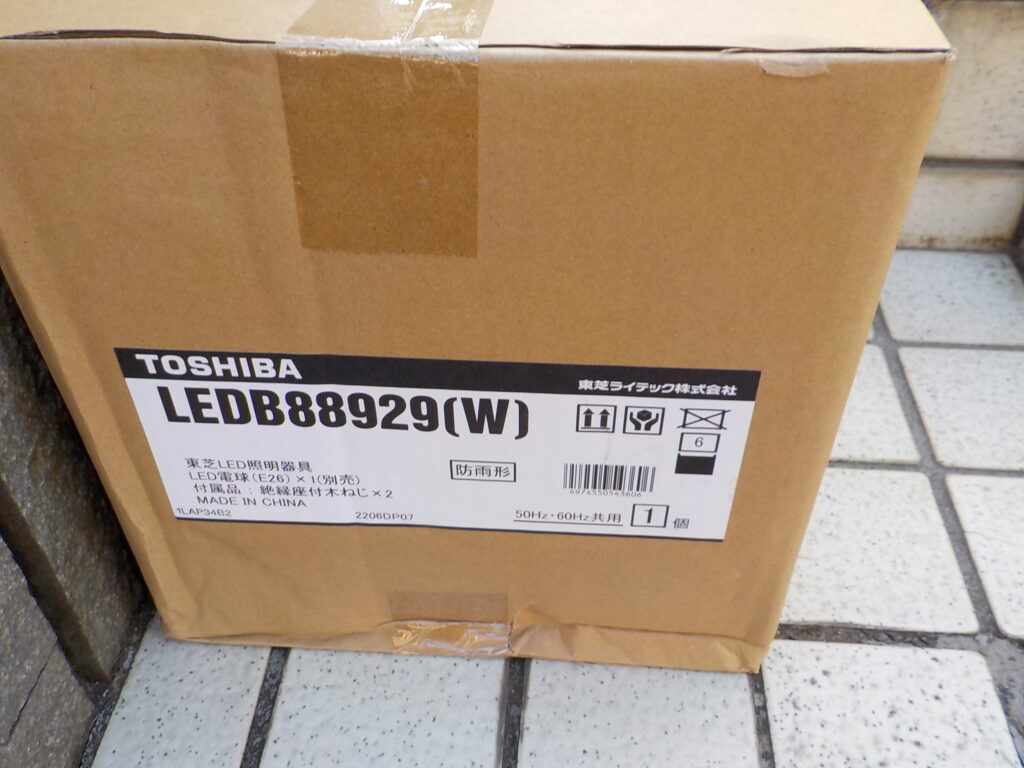 TOSHIBA
東芝ライテック株式会社
LEDB88929(W)
6
東芝LED照明器具
LED電球(E26)×1(別売)
付属品：絶縁座付木ねじ×2
MADE IN CHINA
防雨形
4974550543606
1LAP34B2
2206DP07
50Hz・60Hz共用
1個